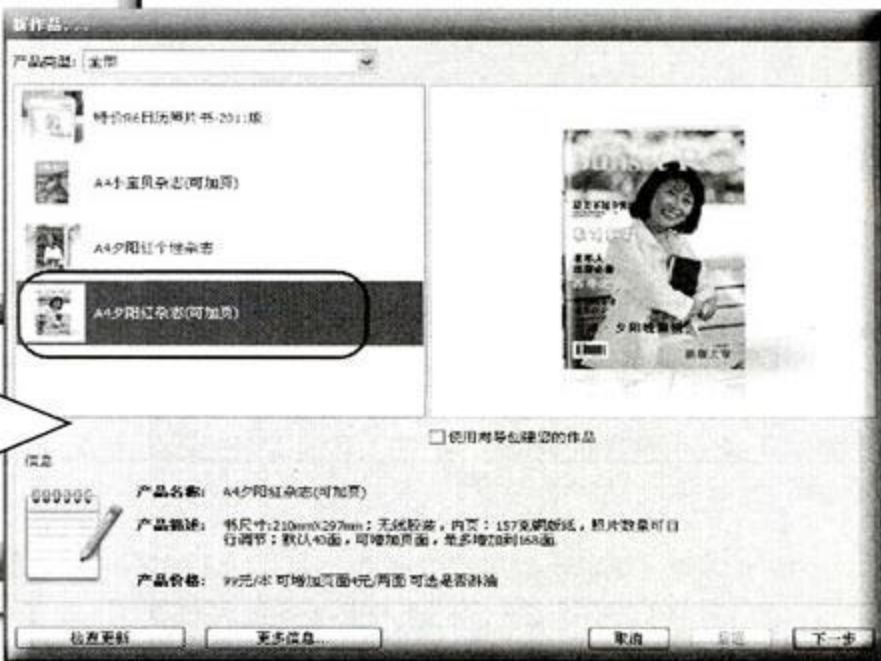 新作品...
产品类型: 全部
特价R6日历照片书-2011版
A4小宝贝杂志(可加页)
A4夕阳红个性杂志
A4夕阳红杂志(可加页)
使用向导创建您的作品
信息
产品名称: A4夕阳红杂志(可加页)
产品描述: 书尺寸:210mmX297mm；无线胶装，内页：157克铜版纸，照片数量可自
行调节；默认40面，可增加页面，最多增加到168面
产品价格: 99元/本 可增加页面4元/两面 可选是否淋油
检查更新
更多信息...
取消
后退
下一步